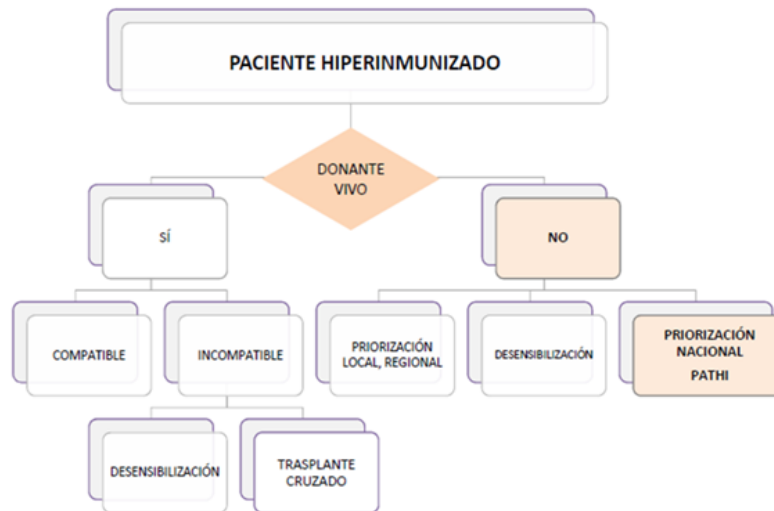 PACIENTE HIPERINMUNIZADO
DONANTE
VIVO
SÍ
NO
COMPATIBLE
INCOMPATIBLE
PRIORIZACIÓN
LOCAL, REGIONAL
DESENSIBILIZACIÓN
PRIORIZACIÓN
NACIONAL
PATHI
DESENSIBILIZACIÓN
TRASPLANTE
CRUZADO